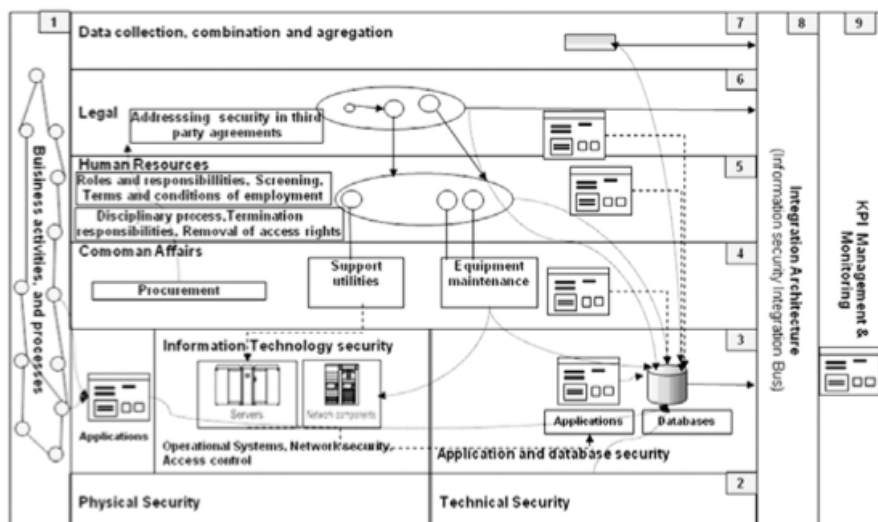 1
Buisiness activities, and processes
Data collection, combination and agregation
7
6
Legal
Addresssing security in third
party agreements
Human Resources
5
Roles and responsibillities, Screening,
Terms and conditions of employment
Disciplinary process,Termination
responsibilities, Removal of access rights
Comoman Affairs
4
Support
utilities
Equipment
maintenance
Procurement
3
Information Technology security
Servers
Network components
Applications
Applications
Databases
Operational Systems, Network security,
Access control
Application and database security
2
Physical Security
Technical Security
8
Integration Architecture
(Information security Integration Bus)
9
KPI Management &
Monitoring